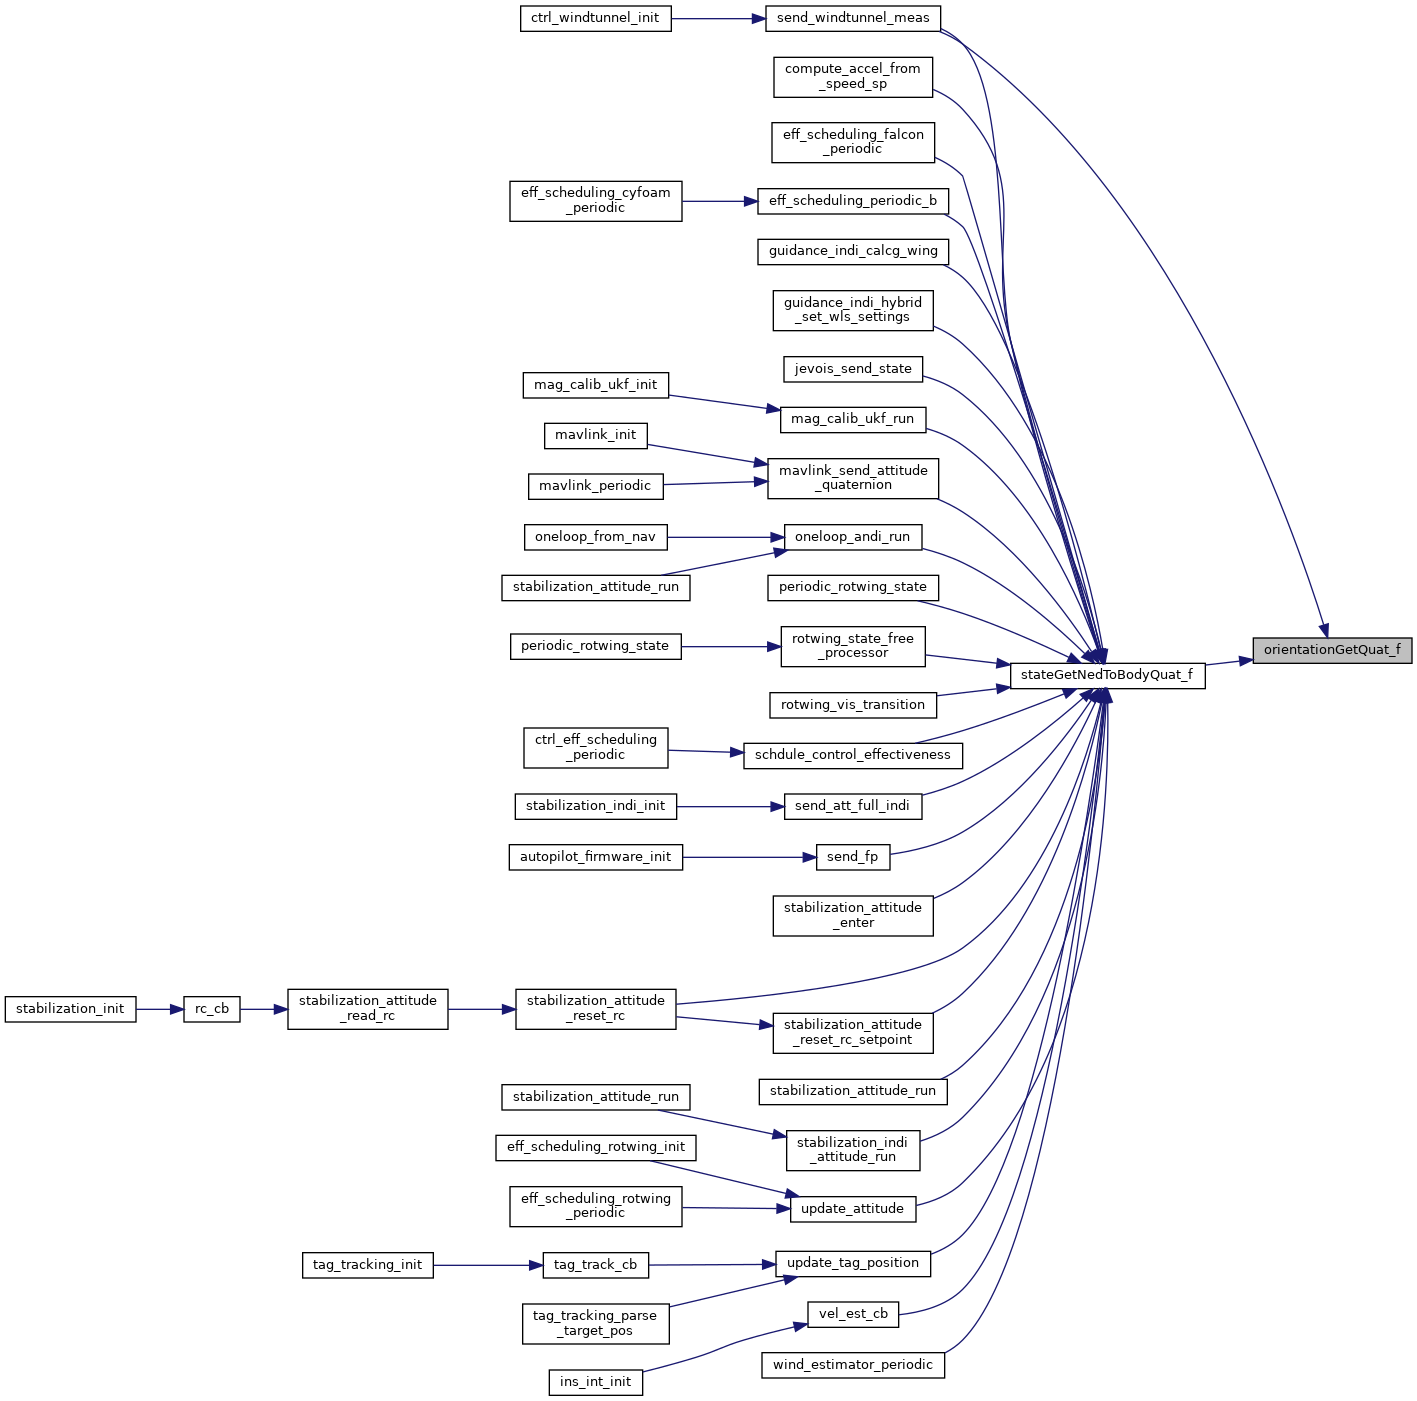 ctrl_windtunnel_init
send_windtunnel_meas
compute_accel_from
_speed_sp
eff_scheduling_falcon
_periodic
eff_scheduling_cyfoam
_periodic
eff_scheduling_periodic_b
guidance_indi_calcg_wing
guidance_indi_hybrid
_set_wls_settings
jevois_send_state
mag_calib_ukf_init
mag_calib_ukf_run
mavlink_init
mavlink_send_attitude
_quaternion
mavlink_periodic
oneloop_from_nav
oneloop_andi_run
stabilization_attitude_run
periodic_rotwing_state
periodic_rotwing_state
rotwing_state_free
_processor
orientationGetQuat_f
stateGetNedToBodyQuat_f
rotwing_vis_transition
ctrl_eff_scheduling
_periodic
schdule_control_effectiveness
stabilization_indi_init
send_att_full_indi
autopilot_firmware_init
send_fp
stabilization_attitude
_enter
stabilization_init
rc_cb
stabilization_attitude
_read_rc
stabilization_attitude
_reset_rc
stabilization_attitude
_reset_rc_setpoint
stabilization_attitude_run
stabilization_attitude_run
stabilization_indi
_attitude_run
eff_scheduling_rotwing_init
eff_scheduling_rotwing
_periodic
update_attitude
tag_tracking_init
tag_track_cb
update_tag_position
tag_tracking_parse
_target_pos
vel_est_cb
wind_estimator_periodic
ins_int_init